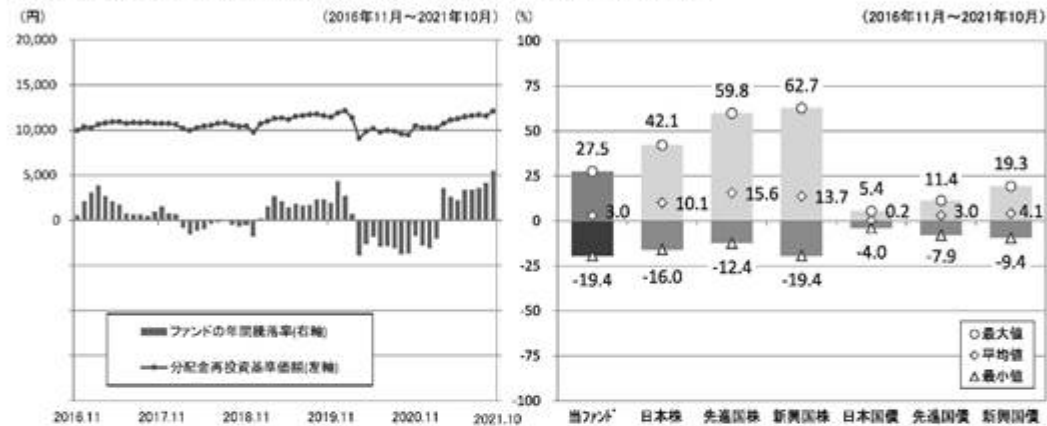 (円)
(2016年11月～2021年10月)
20,000
15,000
10,000
5,000
0
ファンドの年間騰落率(右軸)
分配金再投資基準価額(左軸)
2016.11 2017.11 2018.11 2019.11 2020.11 2021.10
(%)
(2016年11月～2021年10月)
100
75
50
25
0
-25
-50
-75
-100
27.5 42.1 59.8 62.7 5.4 11.4 19.3
3.0 10.1 15.6 13.7 0.2 3.0 4.1
-19.4 -16.0 -12.4 -19.4 -4.0 -7.9 -9.4
最大値
平均値
最小値
当ファンド 日本株 先進国株 新興国株 日本国債 先進国債 新興国債